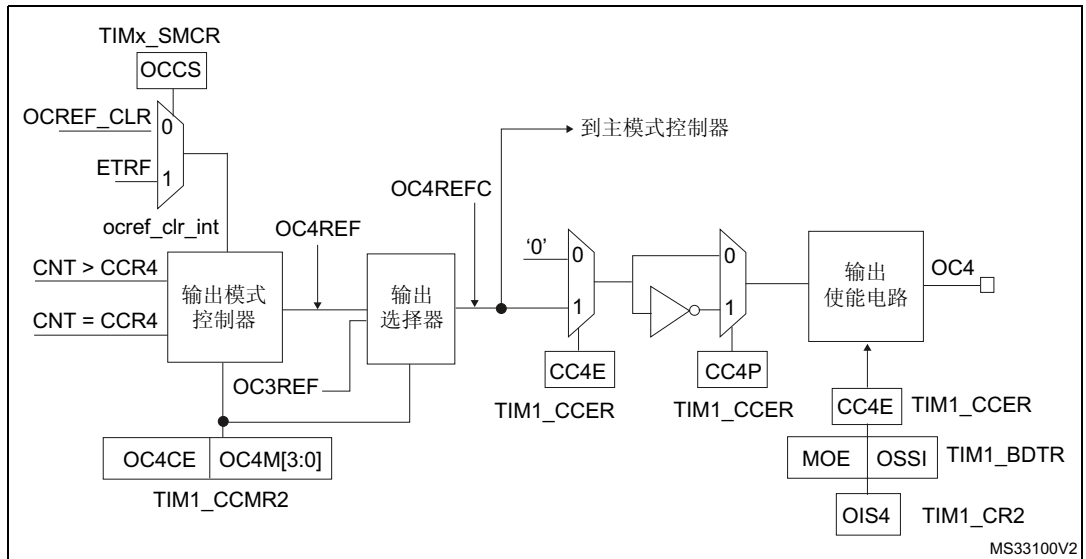 TIMx_SMCR
OCCS
OCREF_CLR
0
ETRF
1
ocref_clr_int
到主模式控制器
OC4REFC
OC4REF
CNT > CCR4
CNT = CCR4
输出模式
控制器
输出
选择器
OC3REF
'0'
0
1
0
1
输出
使能电路
OC4
CC4E
TIM1_CCER
CC4P
TIM1_CCER
CC4E
TIM1_CCER
OC4CE
OC4M[3:0]
TIM1_CCMR2
MOE
OSSI
TIM1_BDTR
OIS4
TIM1_CR2
MS33100V2